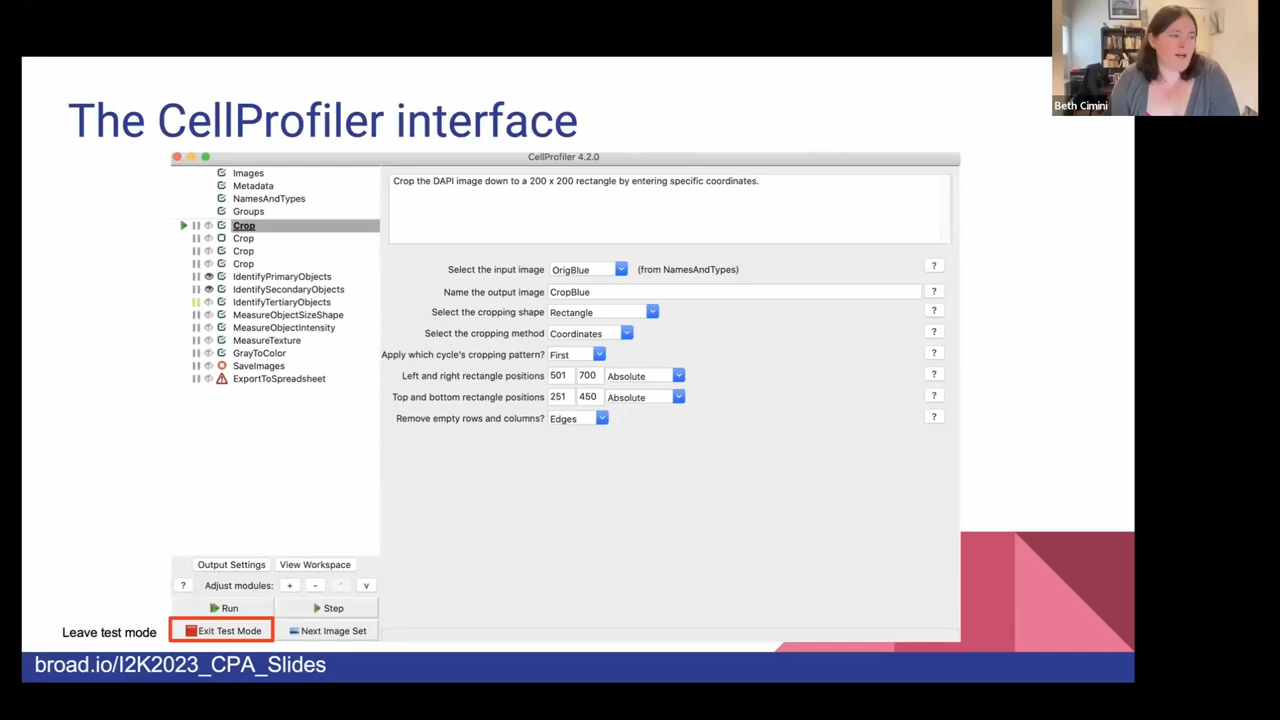 Beth Cimini
The CellProfiler interface
CellProfiler 4.2.0
Images
Metadata
NamesAndTypes
Groups
Crop
Crop
Crop
Crop
IdentifyPrimaryObjects
IdentifySecondaryObjects
IdentifyTertiaryObjects
MeasureObjectSizeShape
MeasureObjectIntensity
MeasureTexture
GrayToColor
SaveImages
ExportToSpreadsheet
Crop the DAPI image down to a 200 x 200 rectangle by entering specific coordinates.
Select the input image OrigBlue (from NamesAndTypes) ?
Name the output image CropBlue ?
Select the cropping shape Rectangle ?
Select the cropping method Coordinates ?
Apply which cycle's cropping pattern? First ?
Left and right rectangle positions 501 700 Absolute ?
Top and bottom rectangle positions 251 450 Absolute ?
Remove empty rows and columns? Edges ?
Output Settings View Workspace
? Adjust modules: + - ^ v
Run Step
Leave test mode Exit Test Mode Next Image Set
broad.io/I2K2023_CPA_Slides